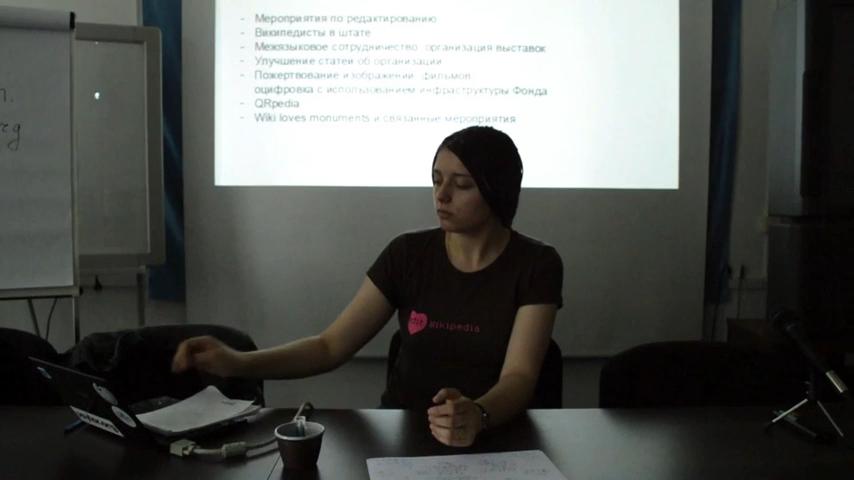 - Мероприятия по редактированию
- Википедисты в штате
- Межязыковое сотрудничество организация выставок
- Улучшение статей об организации
- Пожертвование изображений фильмов
оцифровка с использованием инфраструктуры Фонда
- QRpedia
- Wiki loves monuments и связанные мероприятия
Wikipedia